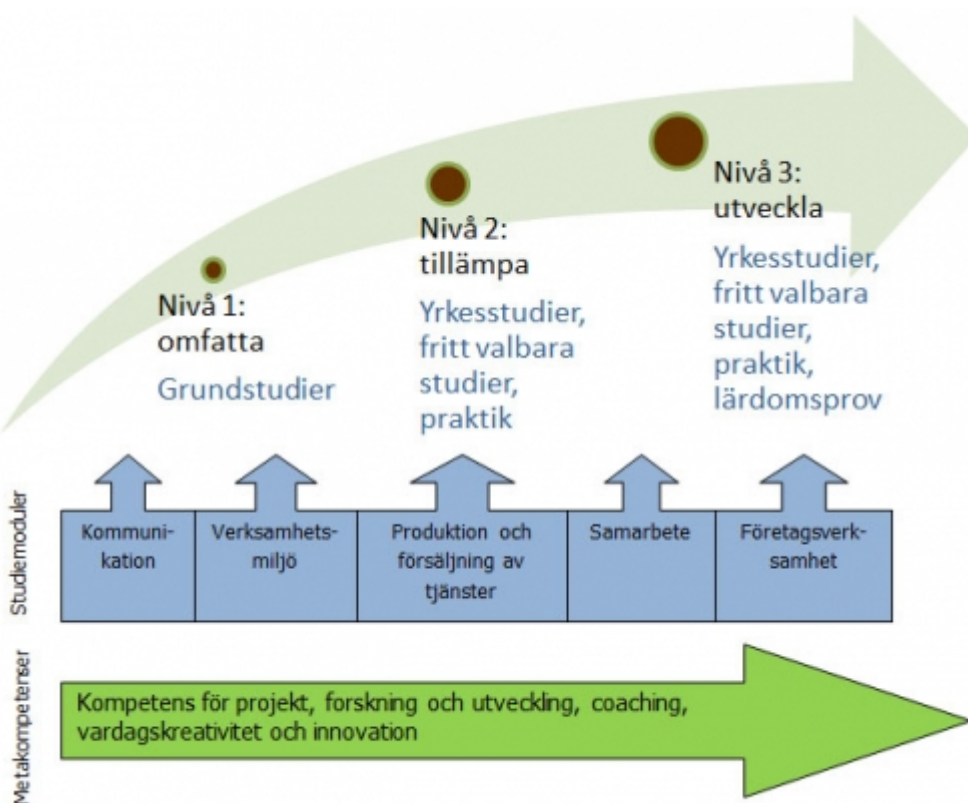 Nivå 1:
omfatta
Grundstudier
Nivå 2:
tillämpa
Yrkesstudier,
fritt valbara
studier,
praktik
Nivå 3:
utveckla
Yrkesstudier,
fritt valbara
studier,
praktik,
lärdomsprov
Studiemoduler
Kommuni-
kation
Verksamhets-
miljö
Produktion och
försäljning av
tjänster
Samarbete
Företagsverk-
samhet
Metakompetenser
Kompetens för projekt, forskning och utveckling, coaching,
vardagskreativitet och innovation